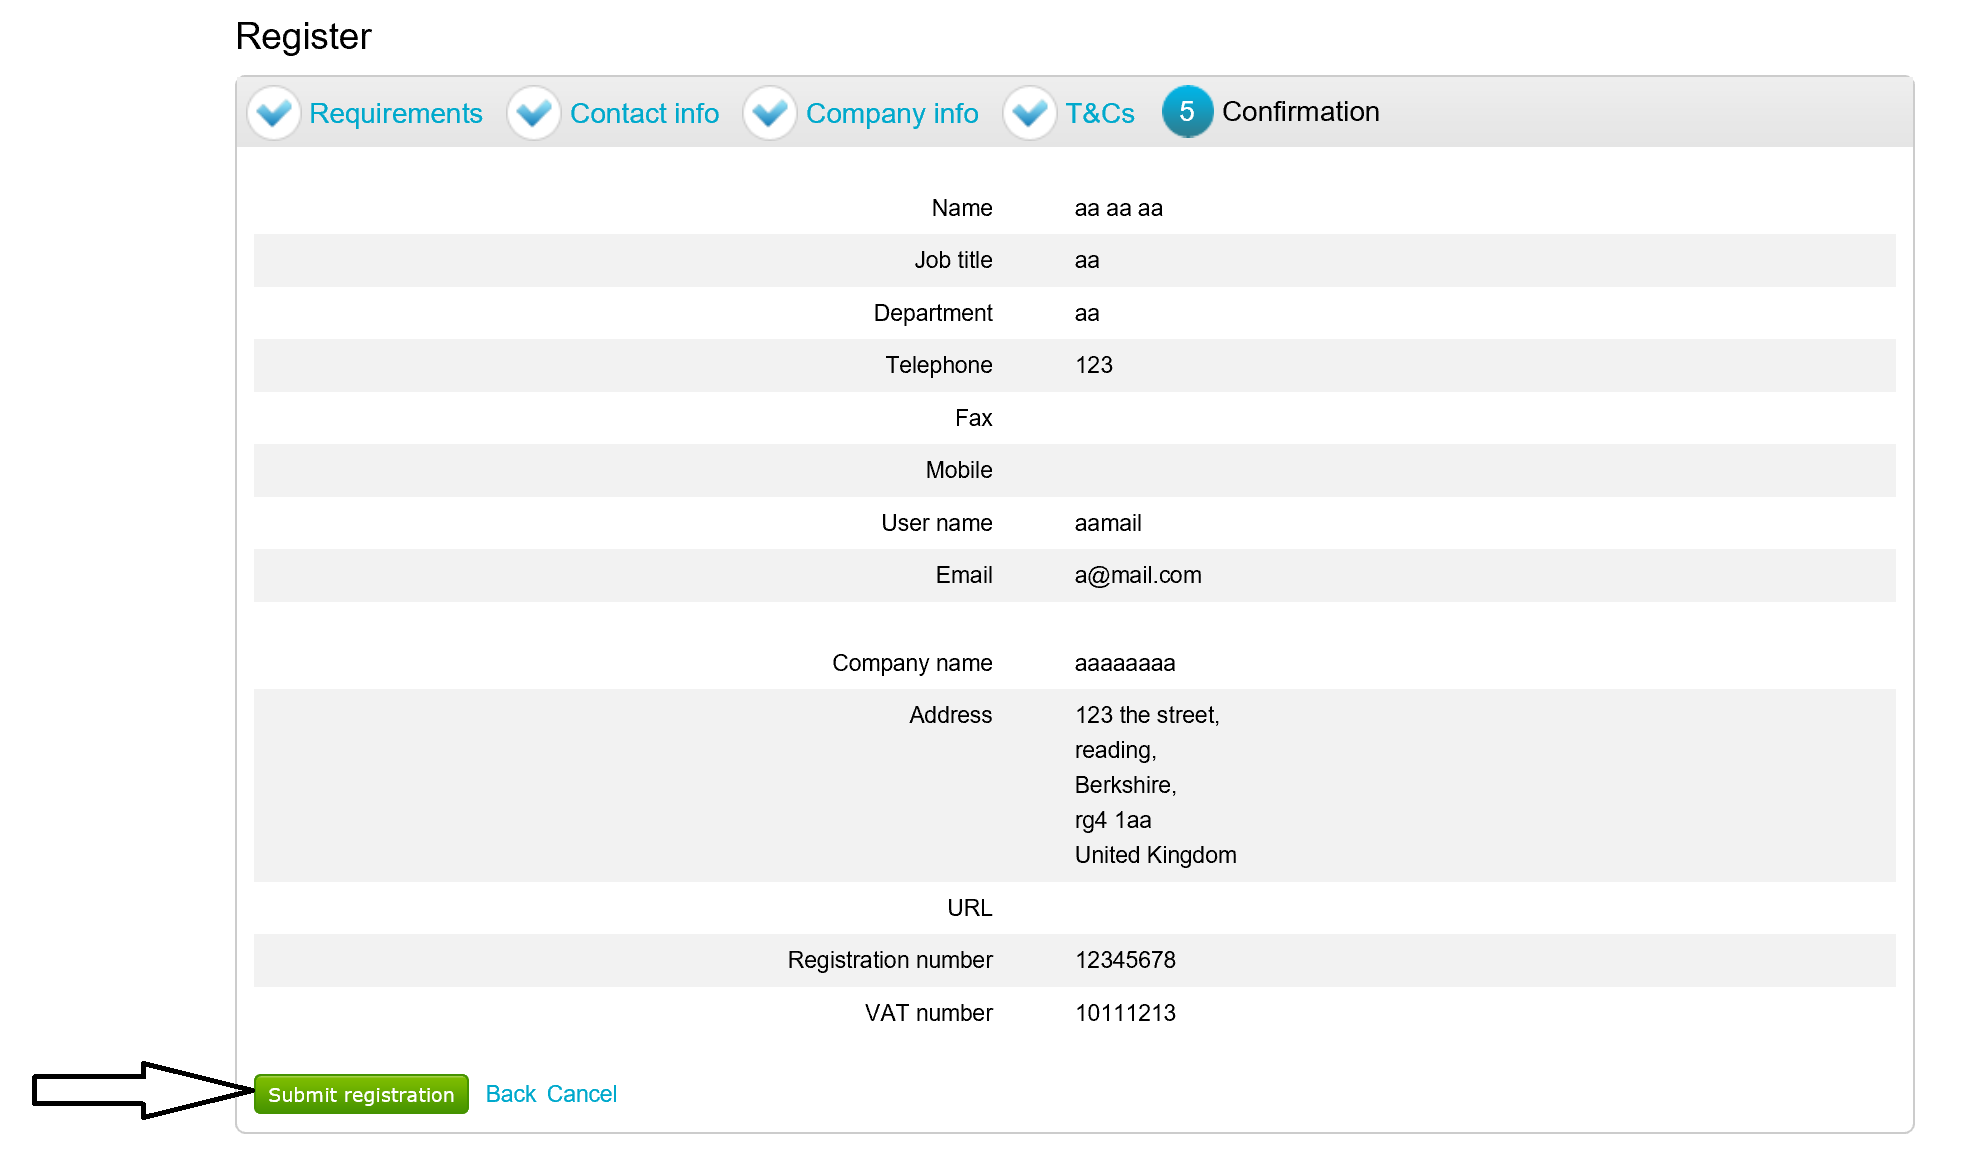 Register
Requirements Contact info Company info T&Cs 5 Confirmation
Name aa aa aa
Job title aa
Department aa
Telephone 123
Fax
Mobile
User name aamail
Email a@mail.com
Company name aaaaaaaa
Address 123 the street,
reading,
Berkshire,
rg4 1aa
United Kingdom
URL
Registration number 12345678
VAT number 10111213
Submit registration Back Cancel